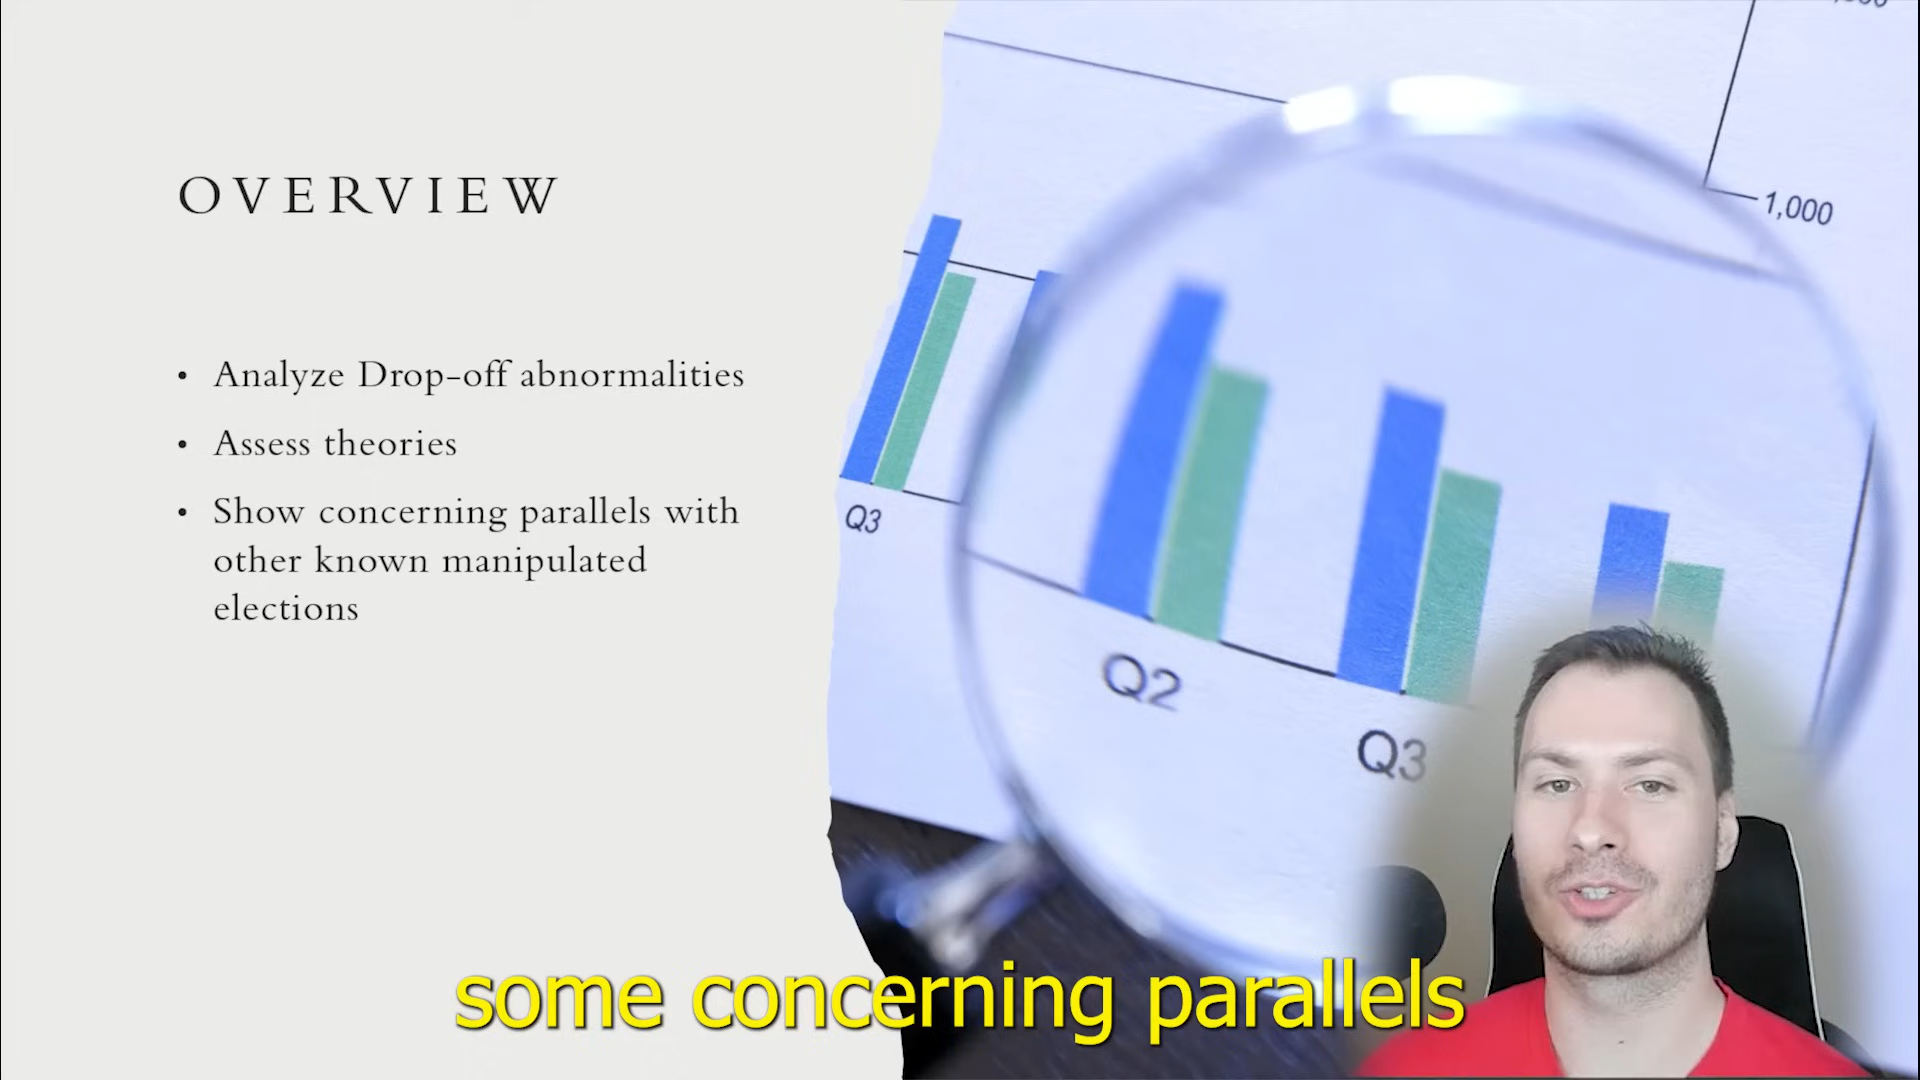 OVERVIEW
• Analyze Drop-off abnormalities
• Assess theories
• Show concerning parallels with
other known manipulated
elections
1,000
Q3
Q2
Q3
some concerning parallels